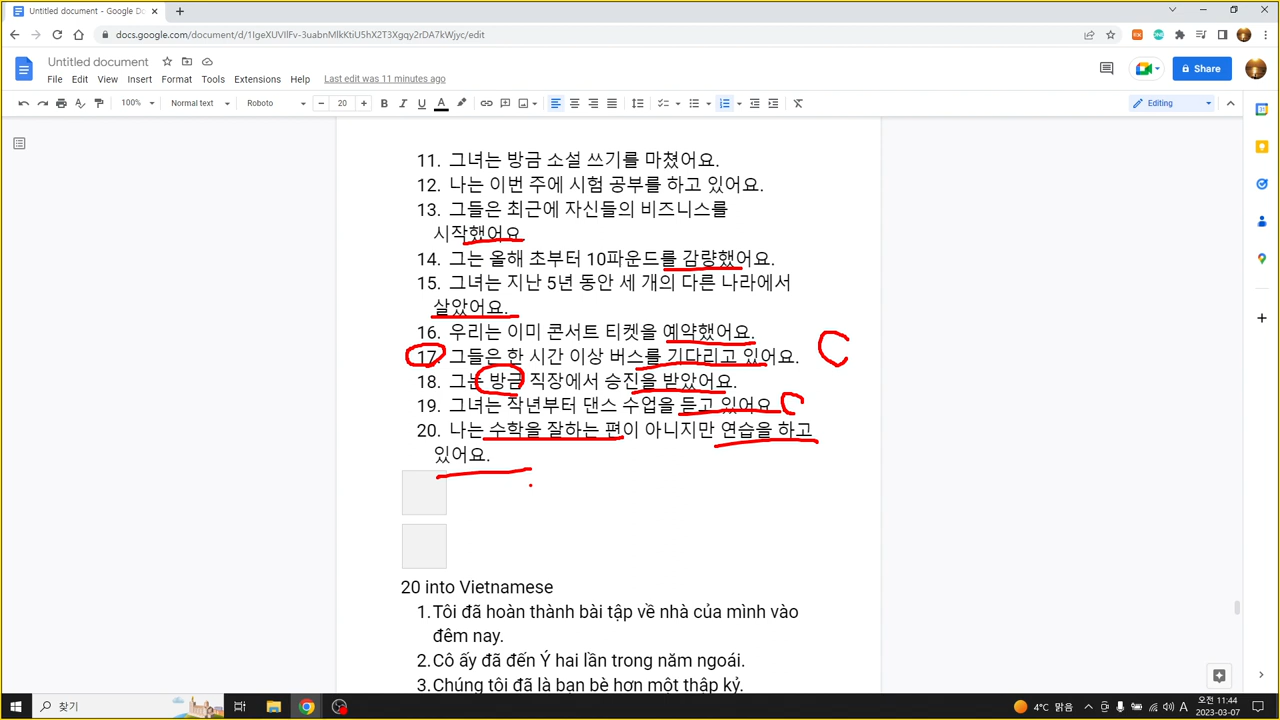 Untitled document - Google Do
docs.google.com/document/d/1IgeXUVIlFv-3uabnMlkKtiU5hX2T3Xgqy2rDA7kWjyc/edit
Untitled document
File Edit View Insert Format Tools Extensions Help Last edit was 11 minutes ago
Share
100% Normal text Roboto 20 B I U A Editing
11. 그녀는 방금 소설 쓰기를 마쳤어요.
12. 나는 이번 주에 시험 공부를 하고 있어요.
13. 그들은 최근에 자신들의 비즈니스를
시작했어요
14. 그는 올해 초부터 10파운드를 감량했어요.
15. 그녀는 지난 5년 동안 세 개의 다른 나라에서
살았어요.
16. 우리는 이미 콘서트 티켓을 예약했어요.
17. 그들은 한 시간 이상 버스를 기다리고 있어요. C
18. 그는 방금 직장에서 승진을 받았어요.
19. 그녀는 작년부터 댄스 수업을 듣고 있어요 C
20. 나는 수학을 잘하는 편이 아니지만 연습을 하고
있어요.
20 into Vietnamese
1. Tôi đã hoàn thành bài tập về nhà của mình vào
đêm nay.
2. Cô ấy đã đến Ý hai lần trong năm ngoái.
3. Chúng tôi đã là bạn bè hơn một thập kỷ.
찾기
4°C 맑음 A 오전 11:44
2023-03-07